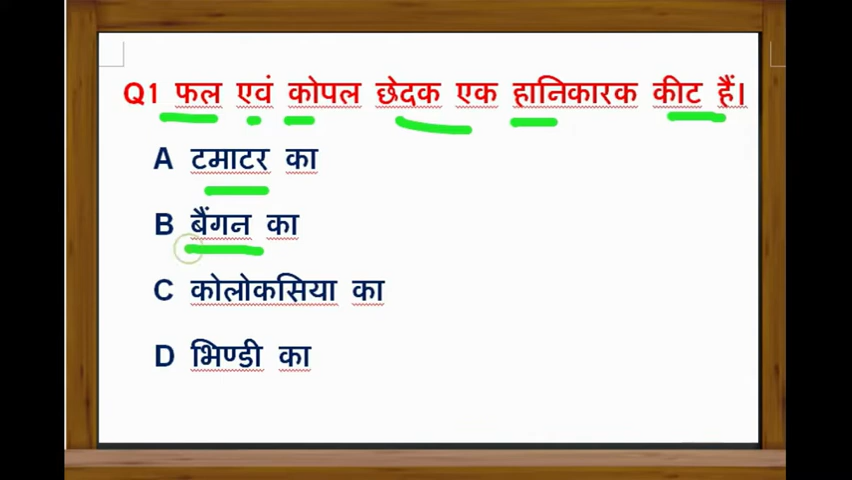 Q1 फल एवं कोपल छेदक एक हानिकारक कीट हैं।
A टमाटर का
B बैंगन का
C कोलोकसिया का
D भिण्डी का